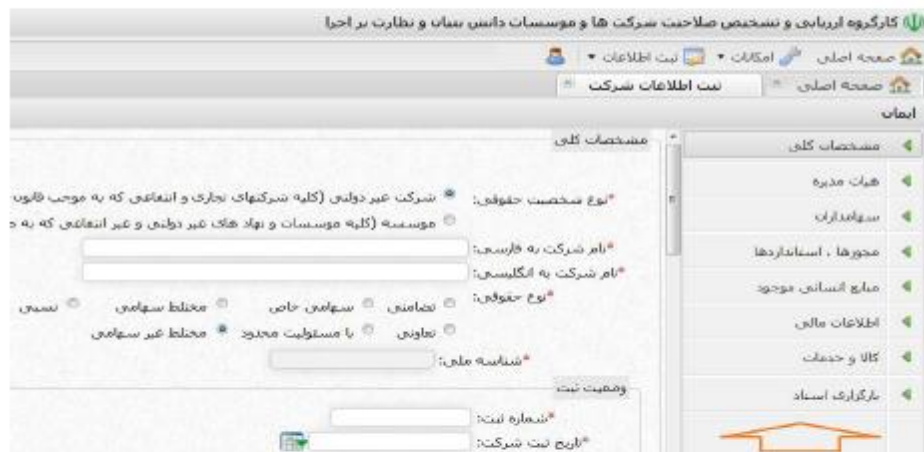 کارگروه ارزیابی و تشخیص صلاحیت شرکت ها و موسسات دانش بنیان و نظارت بر اجرا
صفحه اصلی امکانات ثبت اطلاعات
صفحه اصلی ثبت اطلاعات شرکت
ایمان
مشخصات کلی
هیات مدیره
سهامداران
محورها ، استانداردها
منابع انسانی موجود
اطلاعات مالی
کالا و خدمات
بارگزاری اسناد
مشخصات کلی
*نوع شخصیت حقوقی: شرکت غیر دولتی (کلیه شرکتهای تجاری و انتفاعی که به موجب قانون
موسسه (کلیه موسسات و نهاد های غیر دولتی و غیر انتفاعی که به
*نام شرکت به فارسی:
*نام شرکت به انگلیسی:
*نوع حقوقی: تضامنی سهامی خاص مختلط سهامی نسبی
تعاونی با مسئولیت محدود مختلط غیر سهامی
*شناسه ملی:
وضعیت ثبت
*شماره ثبت:
*تاریخ ثبت شرکت: